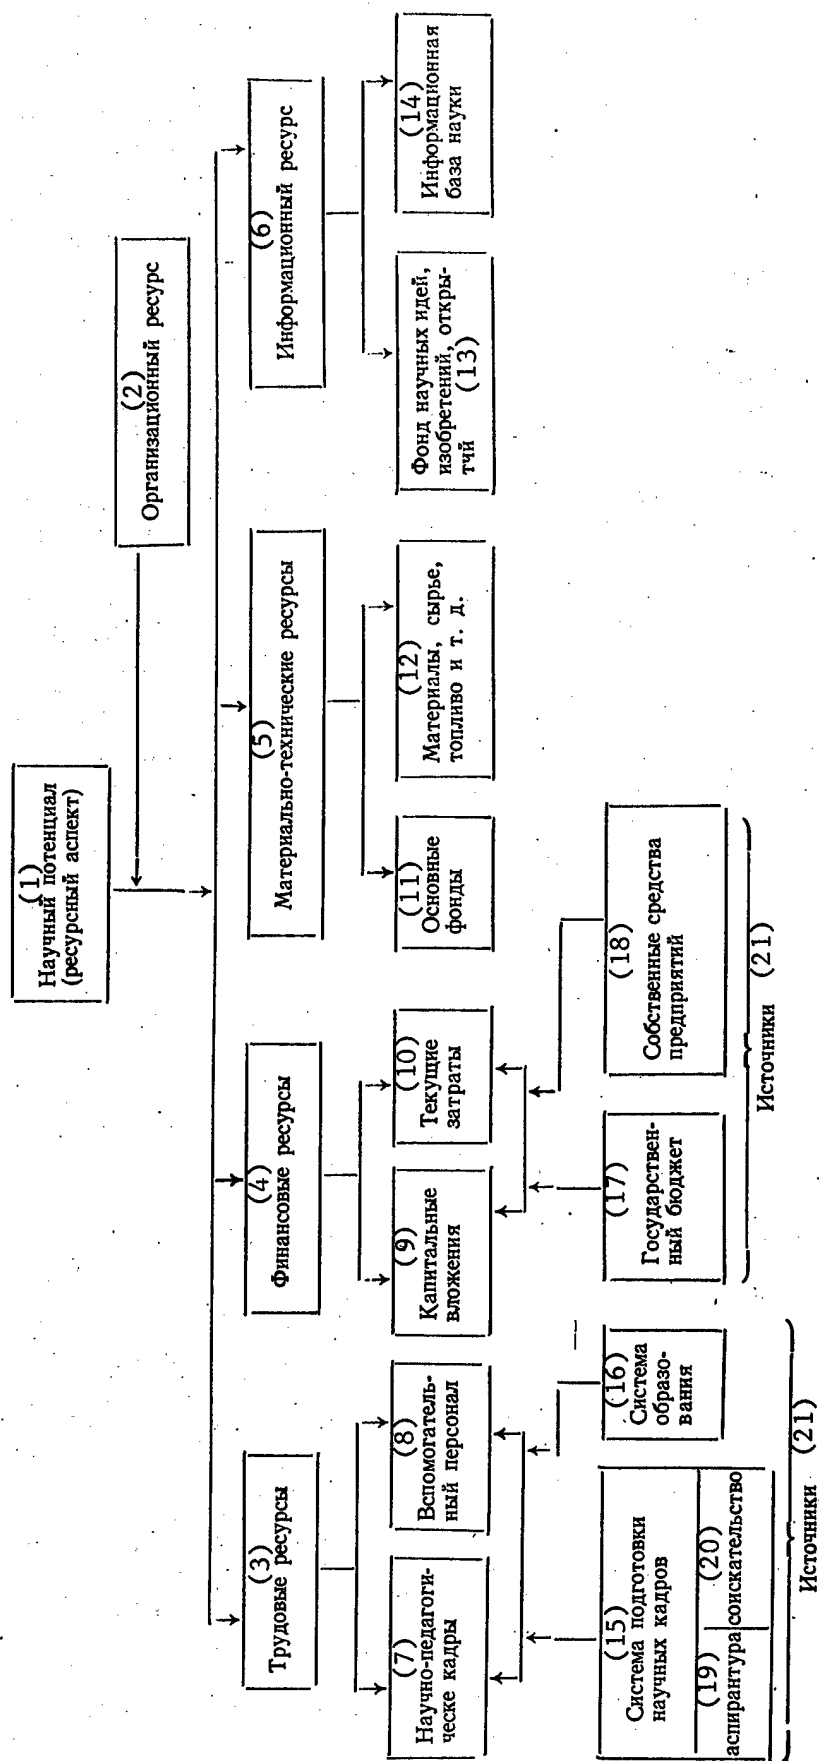 (1)
Научный потенциал
(ресурсный аспект)
(2)
Организационный ресурс
(3)
Трудовые ресурсы
(4)
Финансовые ресурсы
(5)
Материально-технические ресурсы
(6)
Информационный ресурс
(7)
Научно-педагоги-
ческе кадры
(8)
Вспомогатель-
ный персонал
(9)
Капитальные
вложения
(10)
Текущие
затраты
(11)
Основные
фонды
(12)
Материалы, сырье,
топливо и т. д.
Фонд научных идей,
изобретений, откры-
тчй (13)
(14)
Информационная
база науки
(15)
Система подготовки
научных кадров
(19)
аспирантура
(20)
соискательство
(16)
Система
образо-
вания
(17)
Государствен-
ный бюджет
(18)
Собственные средства
предприятий
Источники (21)
Источники (21)